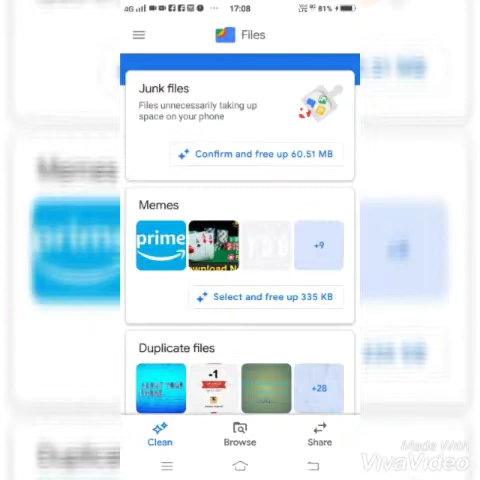 4G 17:08 81%
Files
Junk files
Files unnecessarily taking up
space on your phone
Confirm and free up 60.51 MB
Memes
prime
+9
Select and free up 335 KB
Duplicate files
-1
+28
Clean Browse Share
Made With
VivaVideo